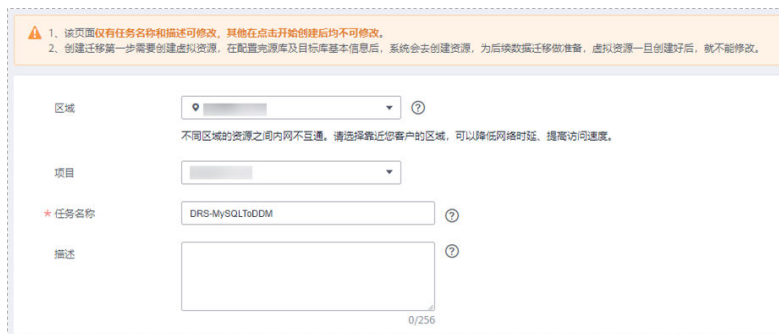 1、该页面仅有任务名称和描述可修改，其他在点击开始创建后均不可修改。
2、创建迁移第一步需要创建虚拟资源，在配置完源库及目标库基本信息后，系统会去创建资源，为后续数据迁移做准备，虚拟资源一旦创建好后，就不能修改。
区域
不同区域的资源之间内网不互通。请选择靠近您客户的区域，可以降低网络时延、提高访问速度。
项目
* 任务名称 DRS-MySQLToDDM
描述
0/256